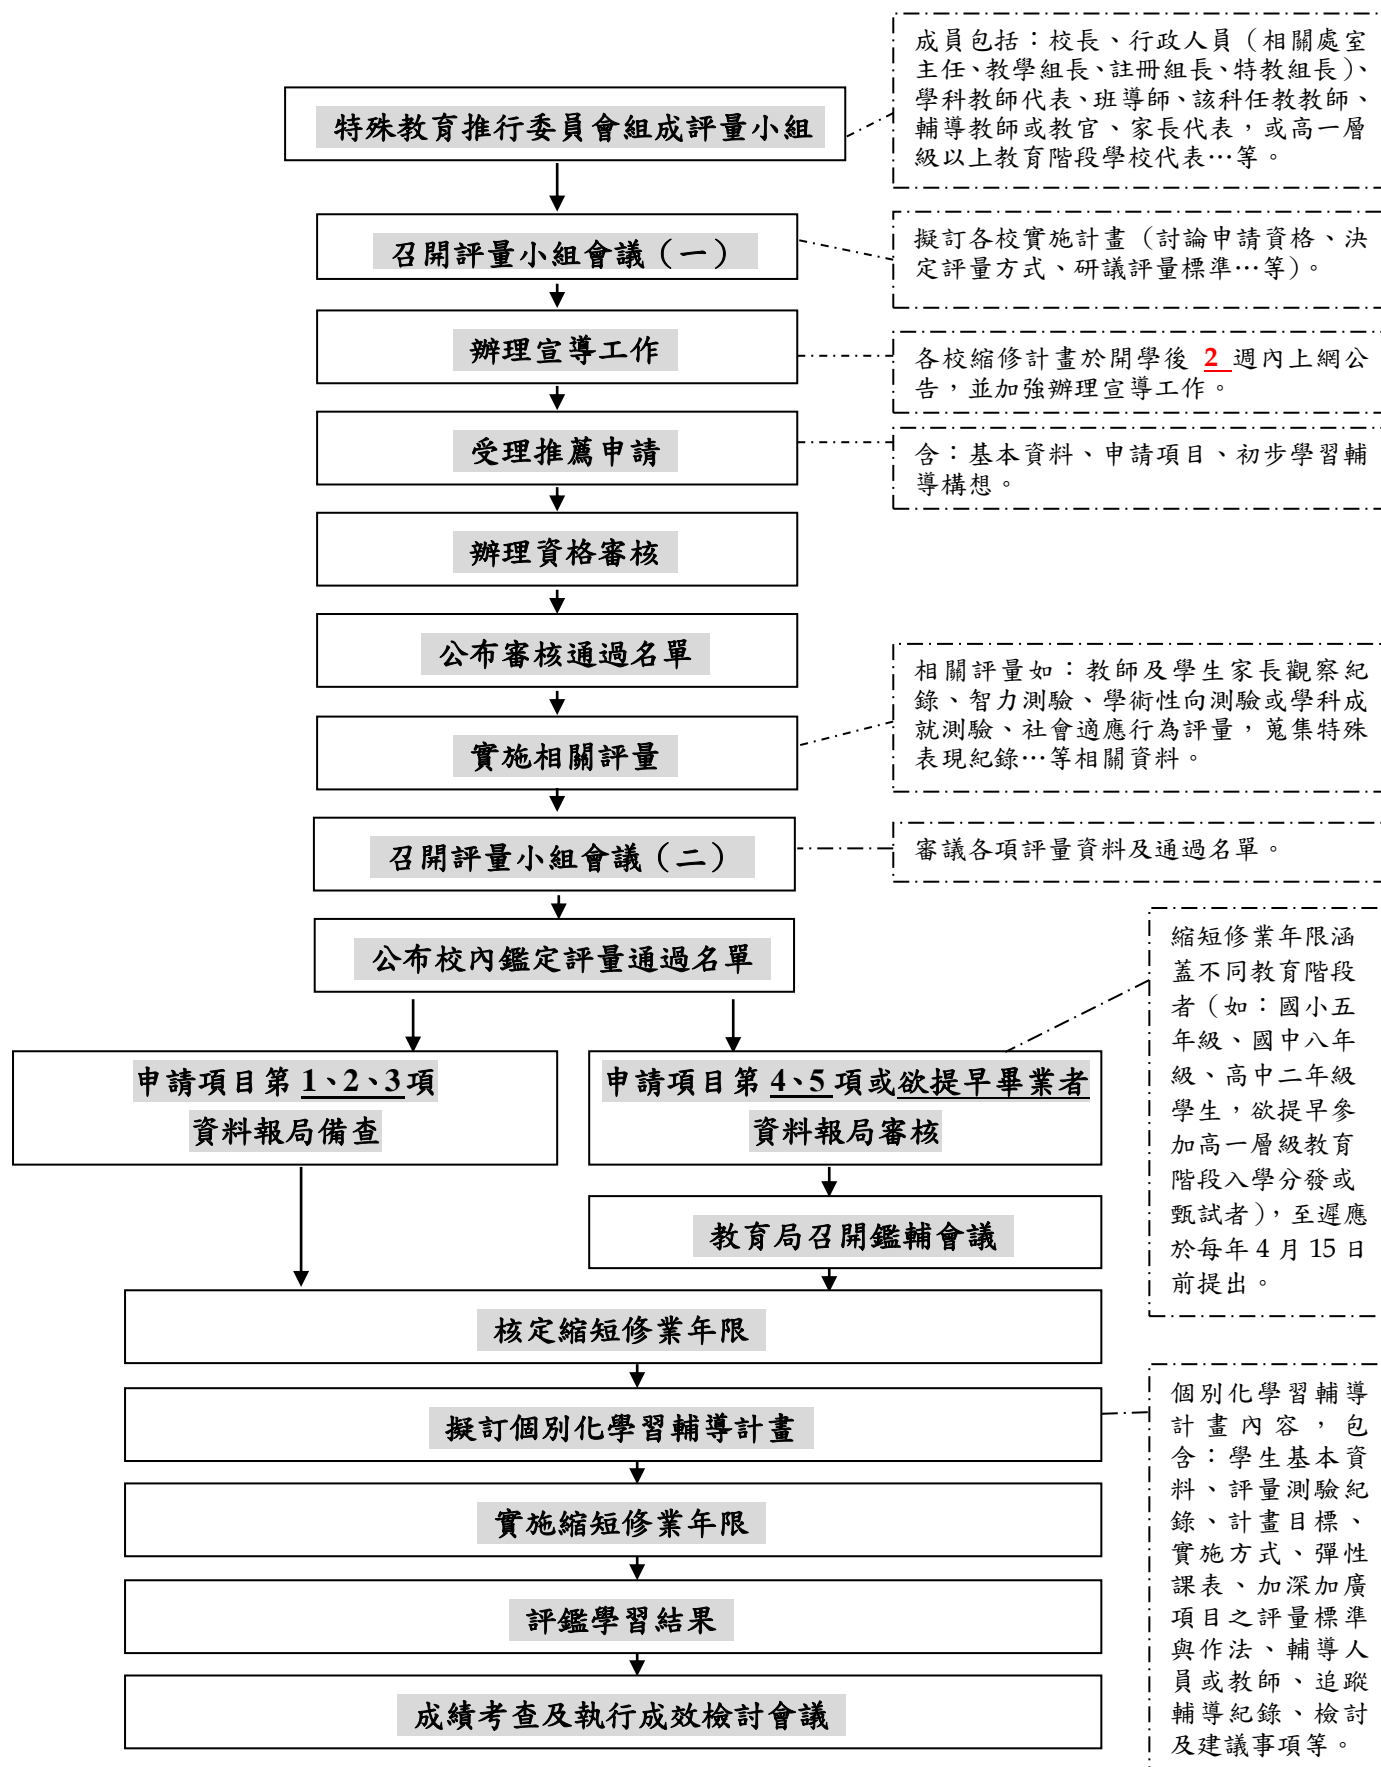 成員包括：校長、行政人員（相關處室
主任、教學組長、註冊組長、特教組長）、
學科教師代表、班導師、該科任教教師、
輔導教師或教官、家長代表，或高一層
級以上教育階段學校代表…等。
特殊教育推行委員會組成評量小組
召開評量小組會議（一）
擬訂各校實施計畫（討論申請資格、決
定評量方式、研議評量標準…等）。
辦理宣導工作
各校縮修計畫於開學後 2 週內上網公
告，並加強辦理宣導工作。
受理推薦申請
含：基本資料、申請項目、初步學習輔
導構想。
辦理資格審核
公布審核通過名單
相關評量如：教師及學生家長觀察紀
錄、智力測驗、學術性向測驗或學科成
就測驗、社會適應行為評量，蒐集特殊
表現紀錄…等相關資料。
實施相關評量
召開評量小組會議（二）
審議各項評量資料及通過名單。
公布校內鑑定評量通過名單
縮短修業年限涵
蓋不同教育階段
者（如：國小五
年級、國中八年
級、高中二年級
學生，欲提早參
加高一層級教育
階段入學分發或
甄試者），至遲應
於每年 4 月 15 日
前提出。
申請項目第 1、2、3項
資料報局備查
申請項目第 4、5 項或欲提早畢業者
資料報局審核
教育局召開鑑輔會議
核定縮短修業年限
擬訂個別化學習輔導計畫
個別化學習輔導
計畫內容，包
含：學生基本資
料、評量測驗紀
錄、計畫目標、
實施方式、彈性
課表、加深加廣
項目之評量標準
與作法、輔導人
員或教師、追蹤
輔導紀錄、檢討
及建議事項等。
實施縮短修業年限
評鑑學習結果
成績考查及執行成效檢討會議